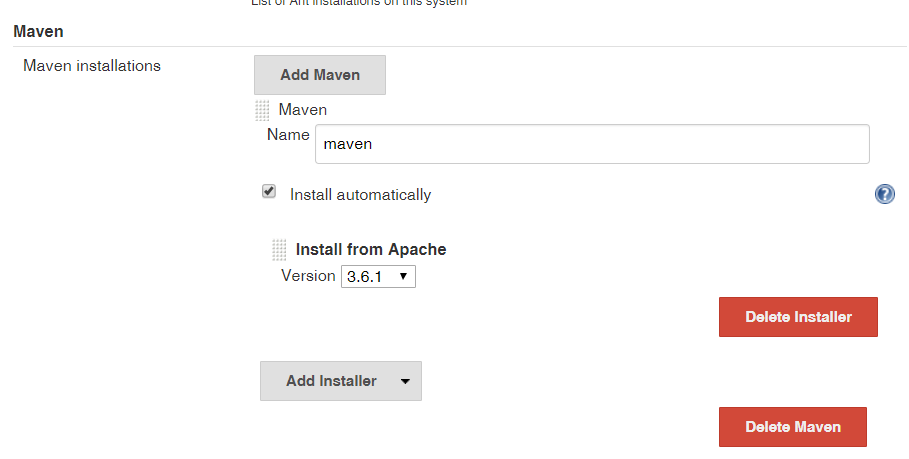 List of Ant installations on this system
Maven
Maven installations
Add Maven
Maven
Name
maven
Install automatically
?
Install from Apache
Version 3.6.1
Delete Installer
Add Installer
Delete Maven